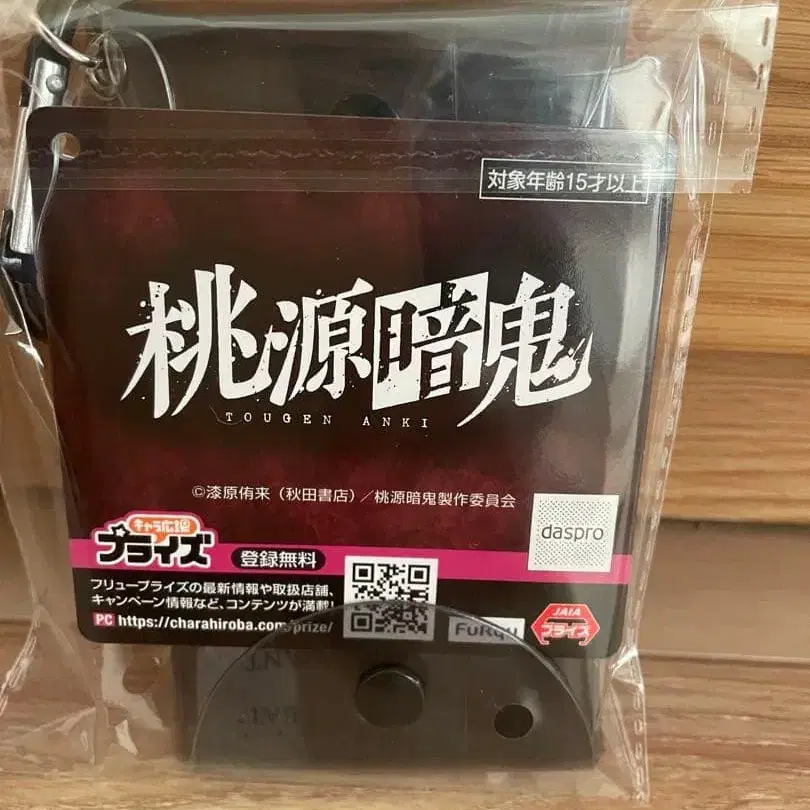 対象年齢15才以上
桃源暗鬼
TOUGEN ANKI
©漆原侑来（秋田書店）／桃源暗鬼製作委員会
daspro
キャラ広場
プライズ
登録無料
フリュープライズの最新情報や取扱店舗、
キャンペーン情報など、コンテンツが満載!
PC https://charahiroba.com/prize/
FuRyu
JAIA
プライズ